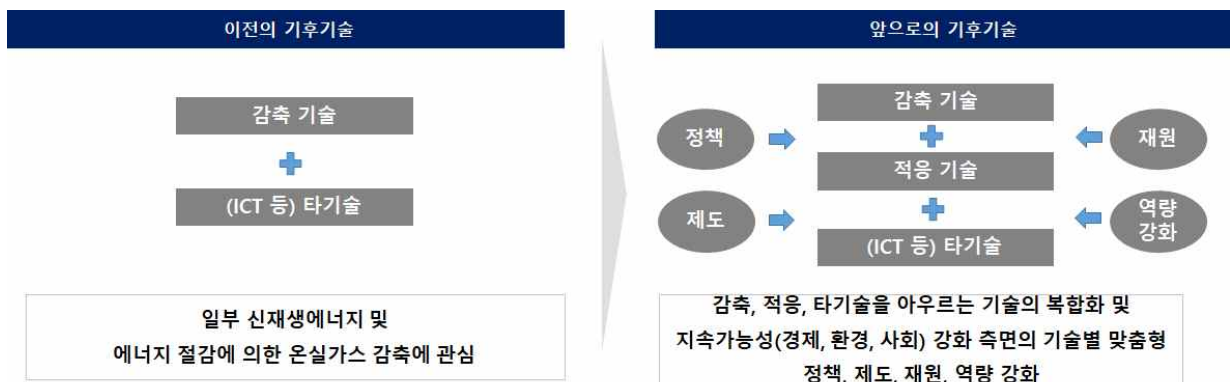 이전의 기후기술
감축 기술
(ICT 등) 타기술
일부 신재생에너지 및
에너지 절감에 의한 온실가스 감축에 관심
앞으로의 기후기술
정책
제도
감축 기술
적응 기술
(ICT 등) 타기술
재원
역량
강화
감축, 적응, 타기술을 아우르는 기술의 복합화 및
지속가능성(경제, 환경, 사회) 강화 측면의 기술별 맞춤형
정책, 제도, 재원, 역량 강화